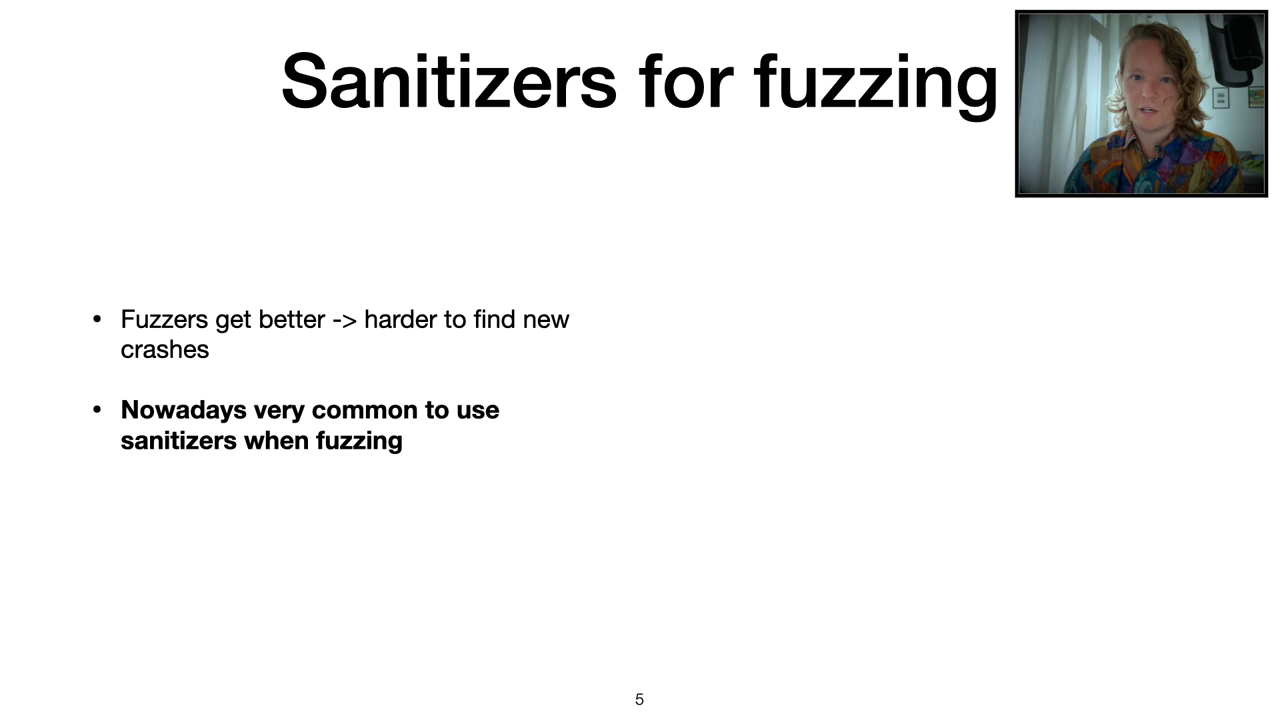 Sanitizers for fuzzing
• Fuzzers get better -> harder to find new
crashes
• Nowadays very common to use
sanitizers when fuzzing
5